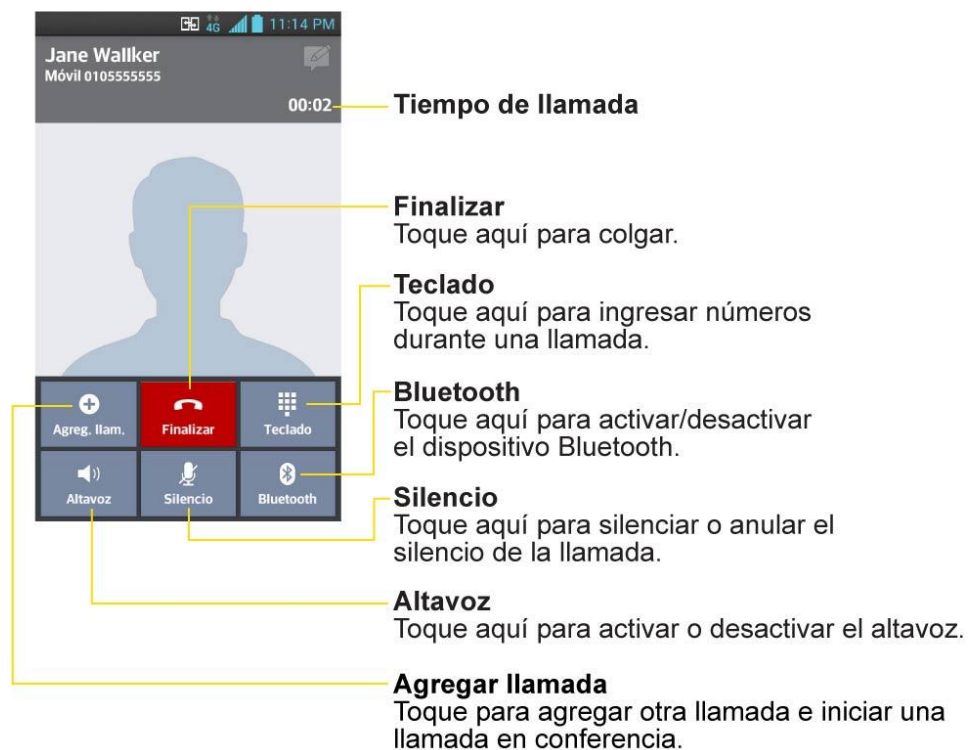 4G 11:14 PM
Jane Wallker
Móvil 0105555555
00:02
Tiempo de llamada
Finalizar
Toque aquí para colgar.
Teclado
Toque aquí para ingresar números
durante una llamada.
Bluetooth
Toque aquí para activar/desactivar
el dispositivo Bluetooth.
Silencio
Toque aquí para silenciar o anular el
silencio de la llamada.
Altavoz
Toque aquí para activar o desactivar el altavoz.
Agregar llamada
Toque para agregar otra llamada e iniciar una
llamada en conferencia.
Agreg. llam. Finalizar Teclado
Altavoz Silencio Bluetooth